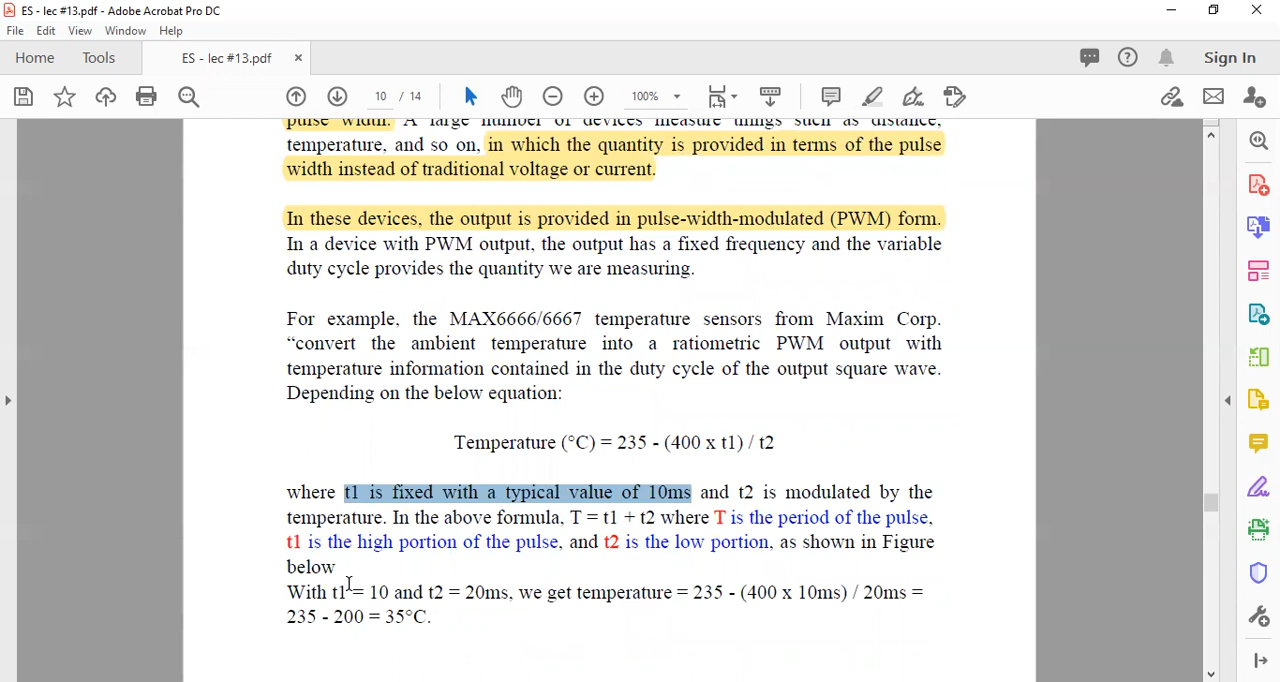 ES - lec #13.pdf - Adobe Acrobat Pro DC
File Edit View Window Help
Home Tools ES - lec #13.pdf × Sign In
10 / 14 100%
pulse width. A large number of devices measure things such as distance,
temperature, and so on, in which the quantity is provided in terms of the pulse
width instead of traditional voltage or current.
In these devices, the output is provided in pulse-width-modulated (PWM) form.
In a device with PWM output, the output has a fixed frequency and the variable
duty cycle provides the quantity we are measuring.
For example, the MAX6666/6667 temperature sensors from Maxim Corp.
“convert the ambient temperature into a ratiometric PWM output with
temperature information contained in the duty cycle of the output square wave.
Depending on the below equation:
Temperature (°C) = 235 - (400 x t1) / t2
where t1 is fixed with a typical value of 10ms and t2 is modulated by the
temperature. In the above formula, T = t1 + t2 where T is the period of the pulse,
t1 is the high portion of the pulse, and t2 is the low portion, as shown in Figure
below
With t1 = 10 and t2 = 20ms, we get temperature = 235 - (400 x 10ms) / 20ms =
235 - 200 = 35°C.